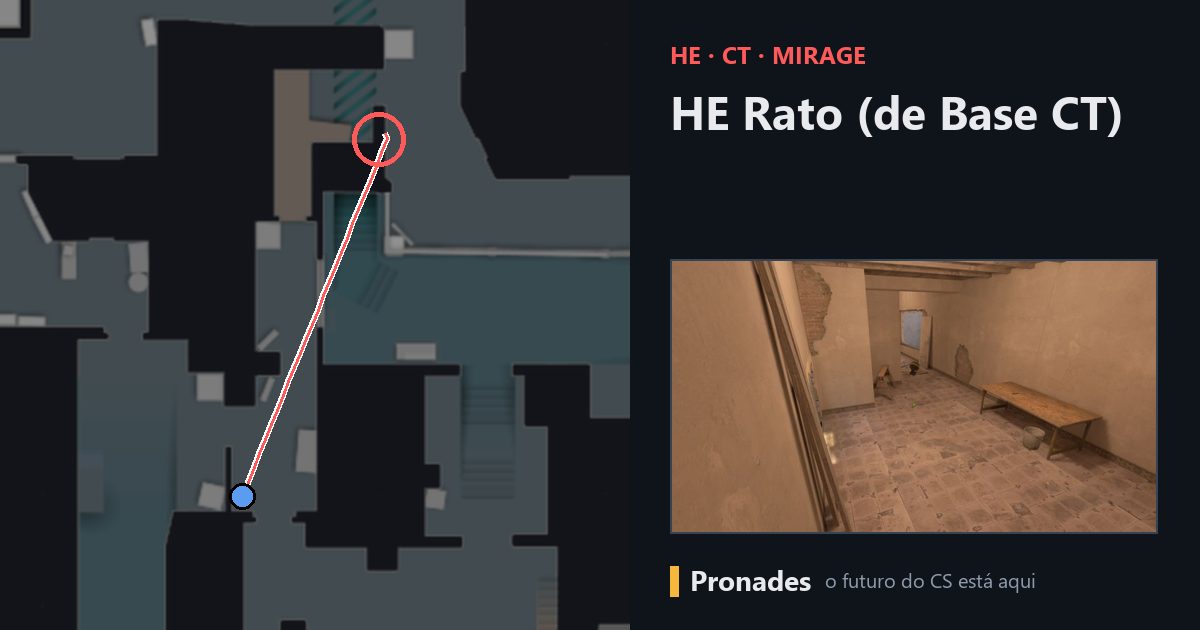 HE · CT · MIRAGE
HE Rato (de Base CT)
Pronades o futuro do CS está aqui